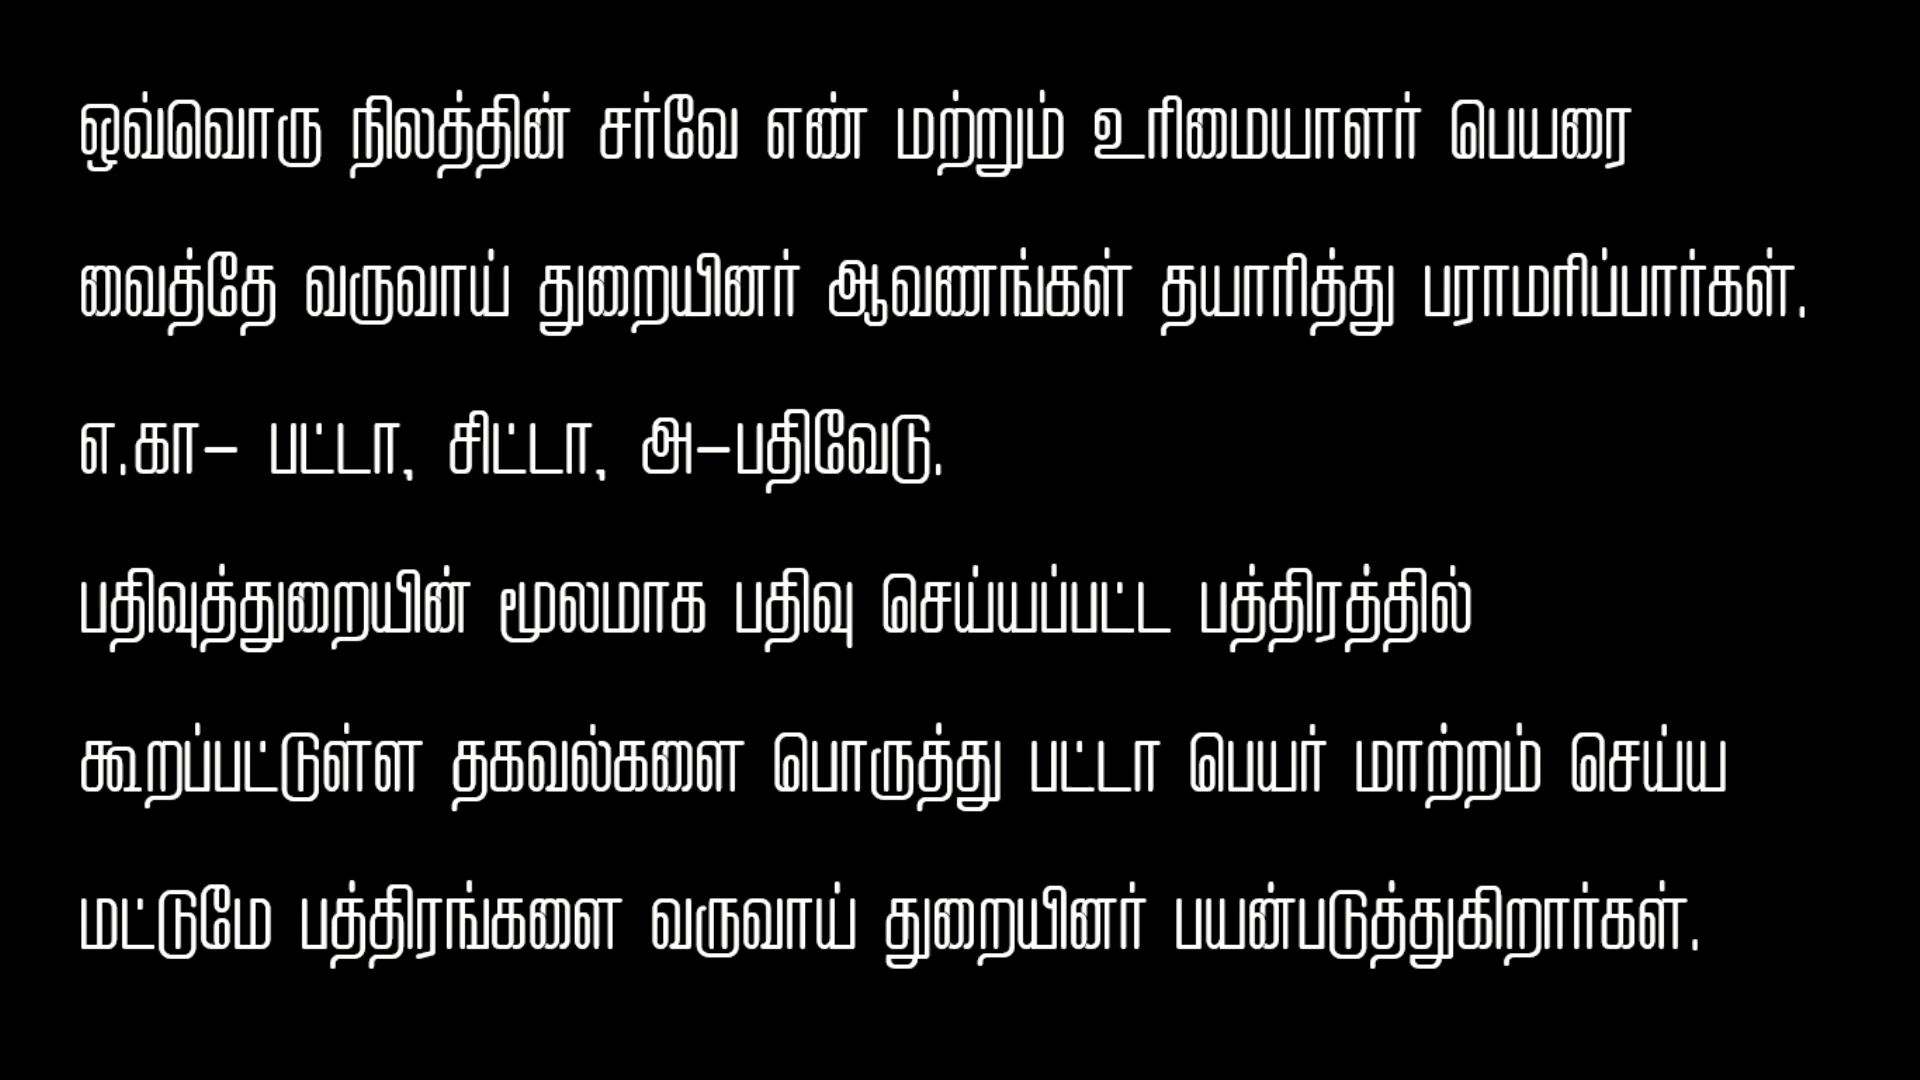 ஒவ்வொரு நிலத்தின் சர்வே எண் மற்றும் உரிமையாளர் பெயரை
வைத்தே வருவாய் துறையினர் ஆவணங்கள் தயாரித்து பராமரிப்பார்கள்.
எ.கா- பட்டா, சிட்டா, அ-பதிவேடு.
பதிவுத்துறையின் மூலமாக பதிவு செய்யப்பட்ட பத்திரத்தில்
கூறப்பட்டுள்ள தகவல்களை பொருத்து பட்டா பெயர் மாற்றம் செய்ய
மட்டுமே பத்திரங்களை வருவாய் துறையினர் பயன்படுத்துகிறார்கள்.